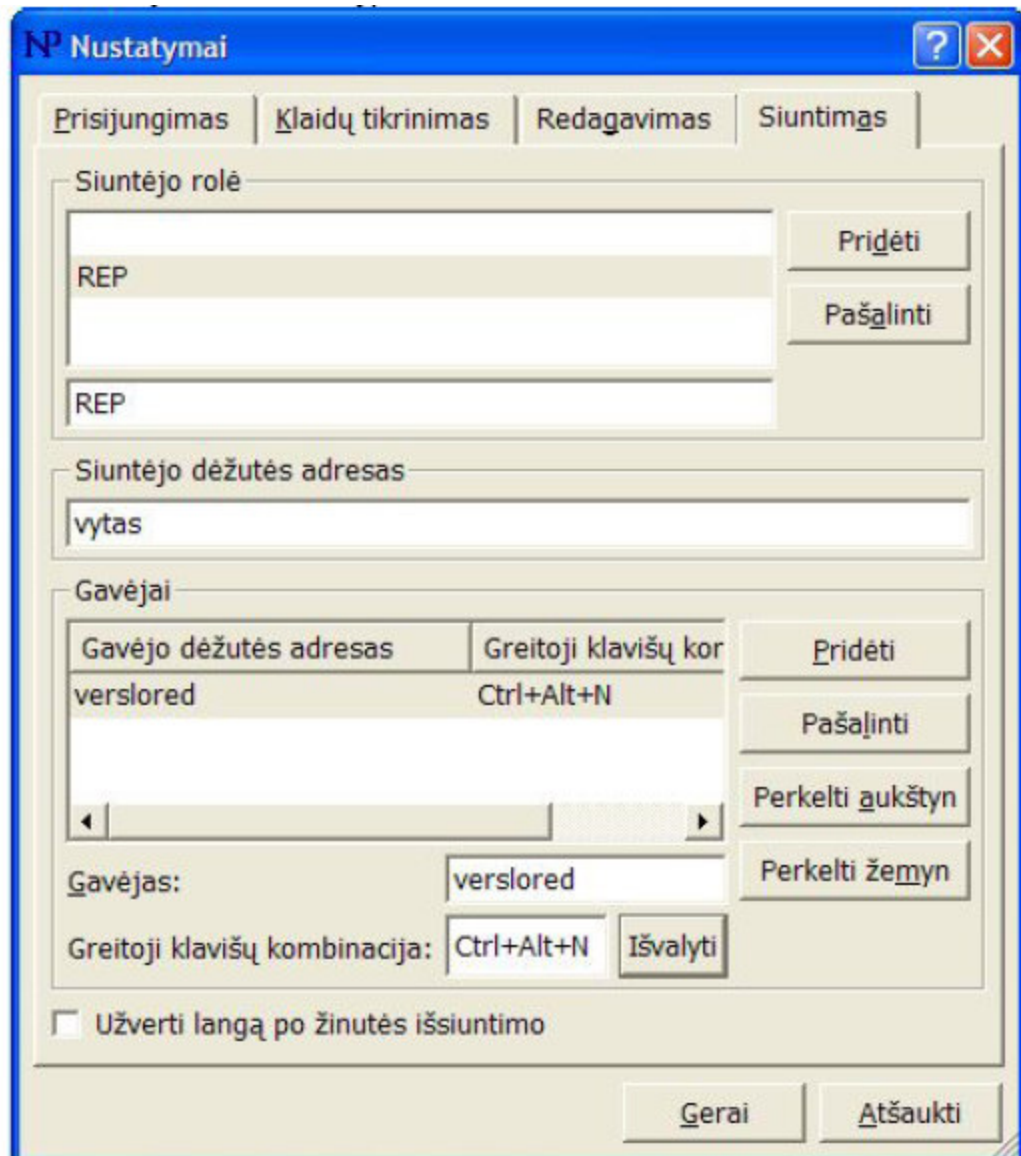 NP Nustatymai
Prisijungimas Klaidų tikrinimas Redagavimas Siuntimas
Siuntėjo rolė
Pridėti
REP
Pašalinti
REP
Siuntėjo dėžutės adresas
vytas
Gavėjai
Gavėjo dėžutės adresas Greitoji klavišų kor Pridėti
verslored Ctrl+Alt+N
Pašalinti
Perkelti aukštyn
Gavėjas: verslored Perkelti žemyn
Greitoji klavišų kombinacija: Ctrl+Alt+N Išvalyti
Užverti langą po žinutės išsiuntimo
Gerai Atšaukti